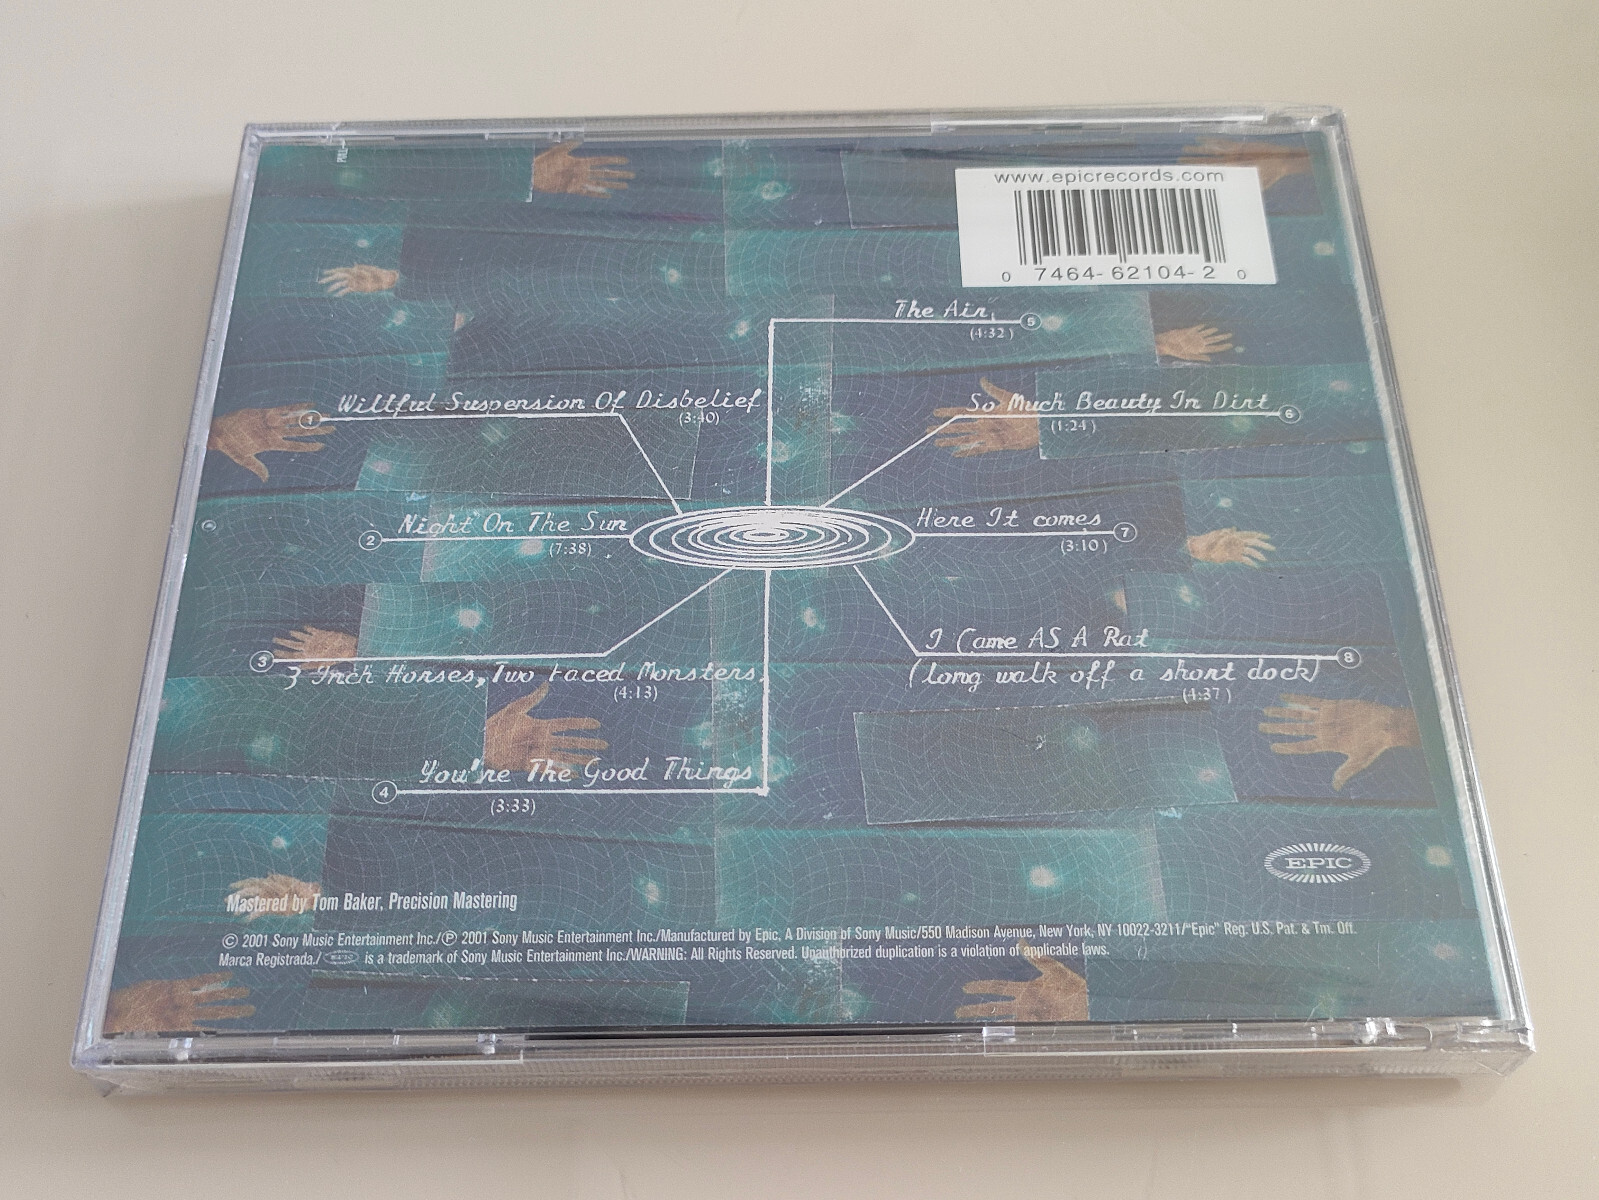 PULL
www.epicrecords.com
0 7464-62104-2 0
The Air
(4:32)
5
1
Willful Suspension Of Disbelief
(3:40)
So Much Beauty In Dirt
(1:24)
6
2
Night On The Sun
(7:38)
Here It comes
(3:10)
7
3
3 Inch Horses, Two Faced Monsters
(4:13)
I Came AS A Rat
8
(long walk off a short dock)
(4:37)
4
You're The Good Things
(3:33)
EPIC
Mastered by Tom Baker, Precision Mastering
© 2001 Sony Music Entertainment Inc./℗ 2001 Sony Music Entertainment Inc./Manufactured by Epic, A Division of Sony Music/550 Madison Avenue, New York, NY 10022-3211/"Epic" Reg. U.S. Pat. & Tm. Off.
Marca Registrada./ is a trademark of Sony Music Entertainment Inc./WARNING: All Rights Reserved. Unauthorized duplication is a violation of applicable laws.